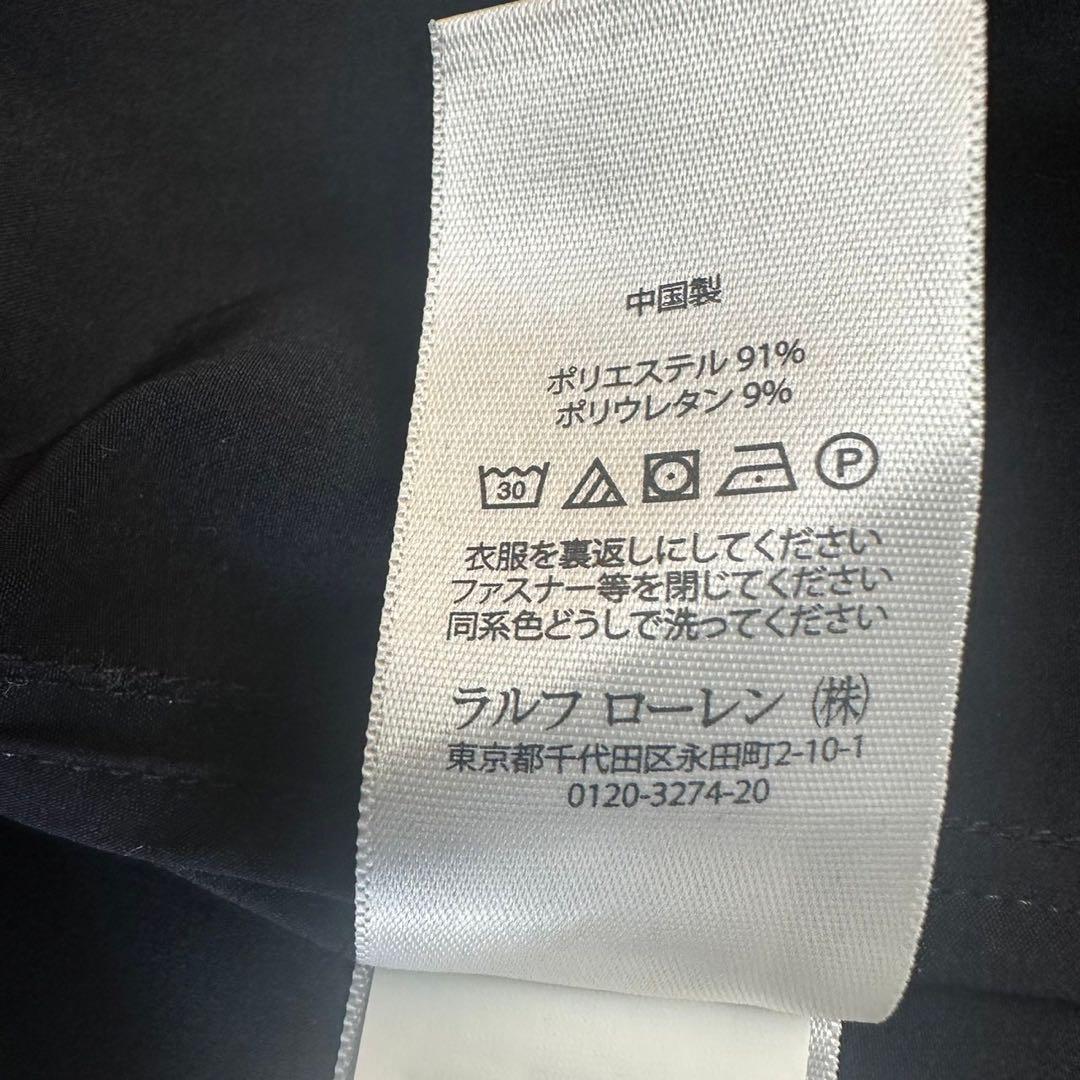 中国製
ポリエステル 91%
ポリウレタン 9%
30 P
衣服を裏返しにしてください
ファスナー等を閉じてください
同系色どうしで洗ってください
ラルフ ローレン (株)
東京都千代田区永田町2-10-1
0120-3274-20